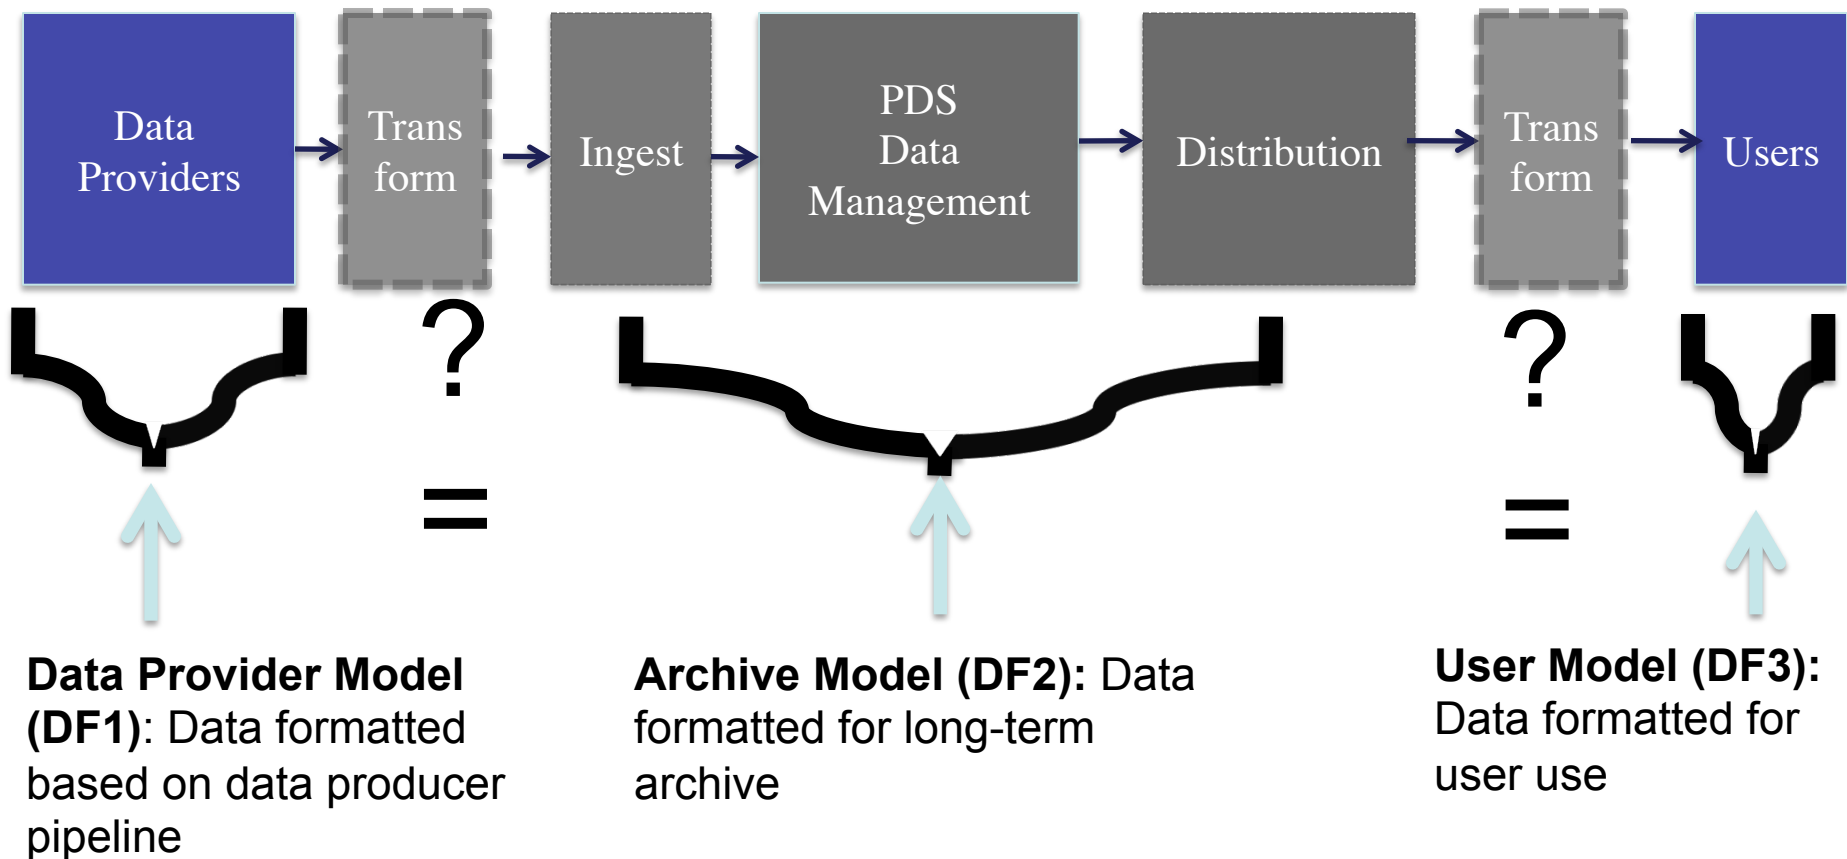 Data
Providers
Trans
form
Ingest
PDS
Data
Management
Distribution
Trans
form
Users
?
=
?
=
Data Provider Model
(DF1): Data formatted
based on data producer
pipeline
Archive Model (DF2): Data
formatted for long-term
archive
User Model (DF3):
Data formatted for
user use